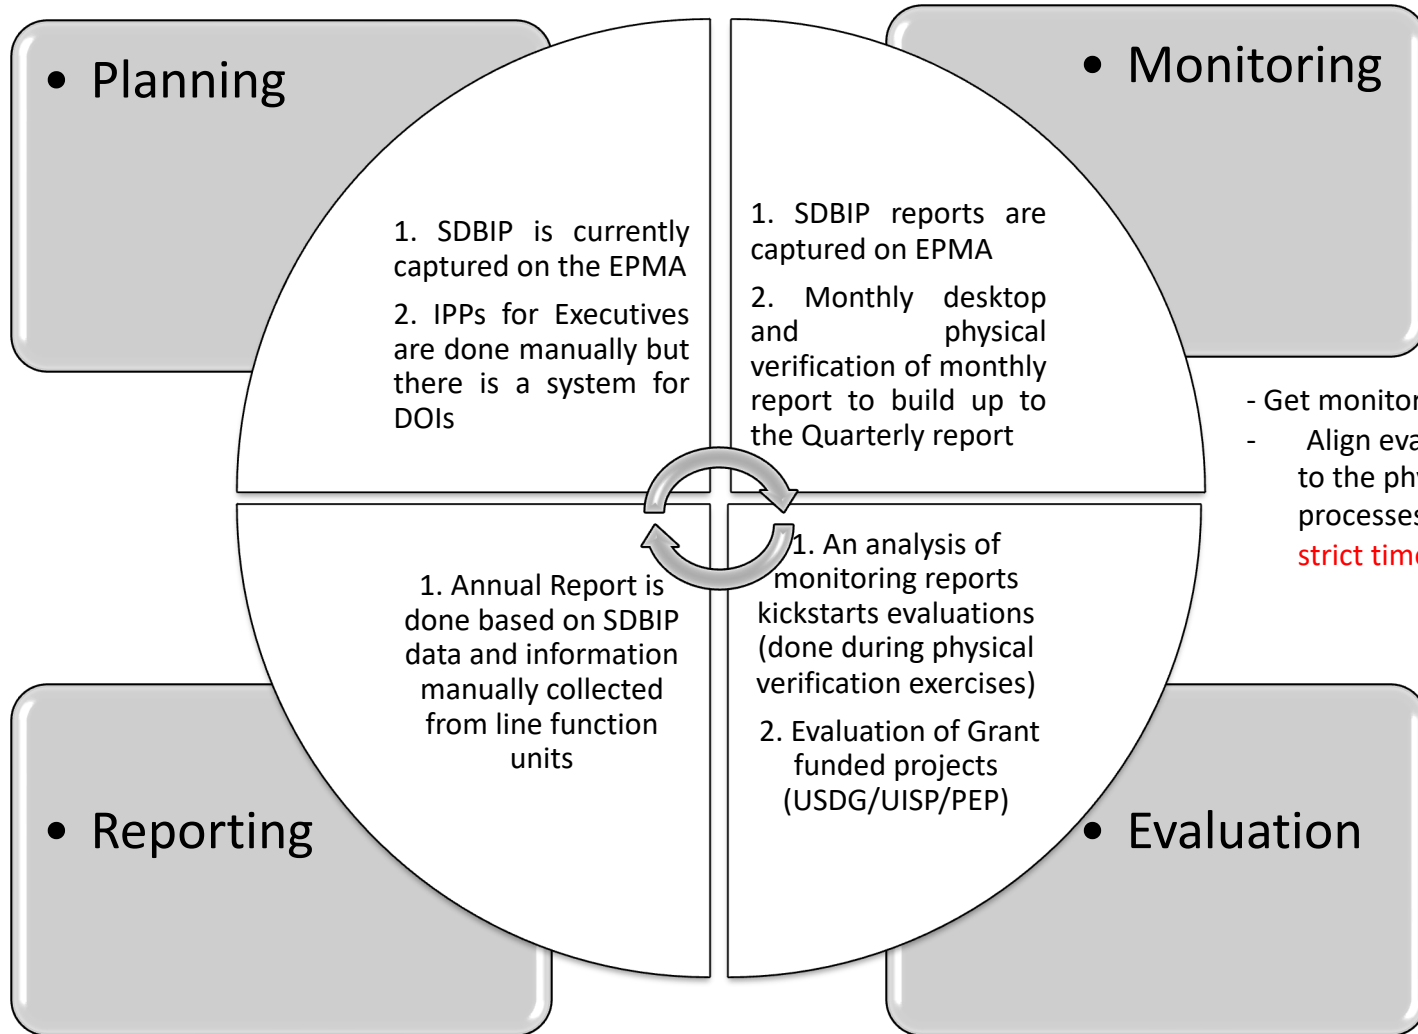 • Planning
1. SDBIP is currently
captured on the EPMA
2. IPPs for Executives
are done manually but
there is a system for
DOIs
• Monitoring
1. SDBIP reports are
captured on EPMA
2. Monthly desktop
and physical
verification of monthly
report to build up to
the Quarterly report
- Get monitor
- Align eva
to the phy
processes
strict time
1. Annual Report is
done based on SDBIP
data and information
manually collected
from line function
units
• Reporting
1. An analysis of
monitoring reports
kickstarts evaluations
(done during physical
verification exercises)
2. Evaluation of Grant
funded projects
(USDG/UISP/PEP)
• Evaluation